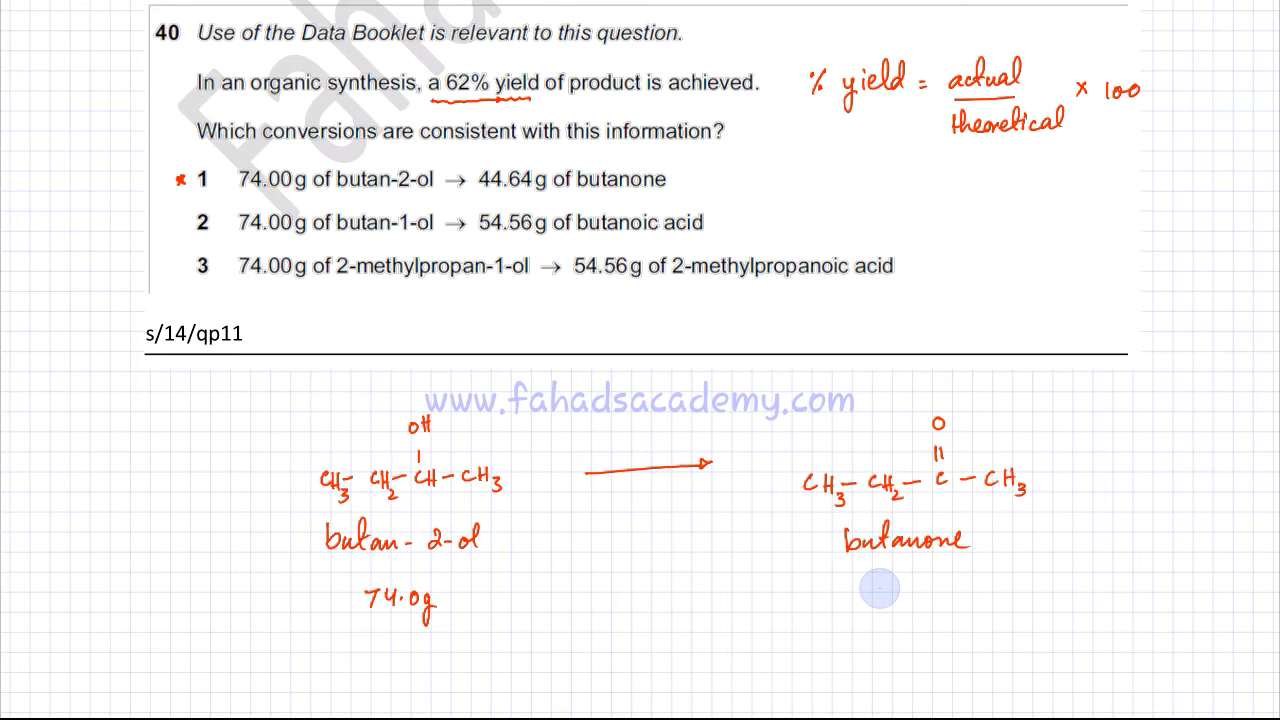 40 Use of the Data Booklet is relevant to this question.
In an organic synthesis, a 62% yield of product is achieved.
% yield = actual / theoretical × 100
Which conversions are consistent with this information?
* 1 74.00 g of butan-2-ol → 44.64 g of butanone
2 74.00 g of butan-1-ol → 54.56 g of butanoic acid
3 74.00 g of 2-methylpropan-1-ol → 54.56 g of 2-methylpropanoic acid
s/14/qp11
www.fahadsacademy.com
OH
CH3 - CH2 - CH - CH3
O
CH3 - CH2 - C - CH3
butan - 2-ol
butanone
74.0g
Faha